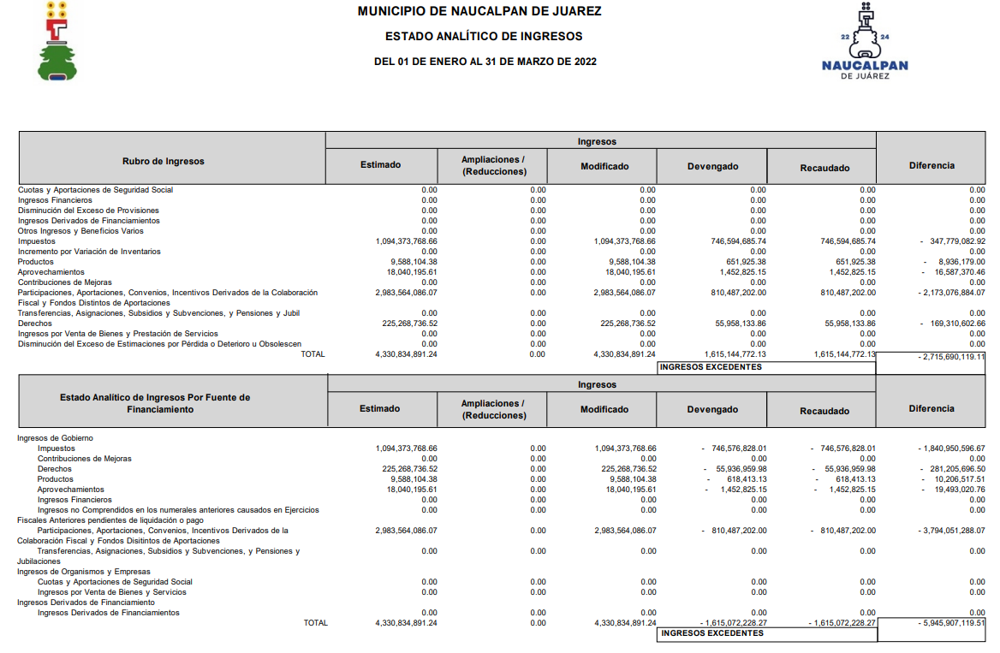 MUNICIPIO DE NAUCALPAN DE JUAREZ
ESTADO ANALÍTICO DE INGRESOS
DEL 01 DE ENERO AL 31 DE MARZO DE 2022
22 24
NAUCALPAN
DE JUÁREZ
Rubro de Ingresos
Ingresos
Estimado Ampliaciones / (Reducciones) Modificado Devengado Recaudado Diferencia
Cuotas y Aportaciones de Seguridad Social 0.00 0.00 0.00 0.00 0.00 0.00
Ingresos Financieros 0.00 0.00 0.00 0.00 0.00 0.00
Disminución del Exceso de Provisiones 0.00 0.00 0.00 0.00 0.00 0.00
Ingresos Derivados de Financiamientos 0.00 0.00 0.00 0.00 0.00 0.00
Otros Ingresos y Beneficios Varios 0.00 0.00 0.00 0.00 0.00 0.00
Impuestos 1,094,373,768.66 0.00 1,094,373,768.66 746,594,685.74 746,594,685.74 - 347,779,082.92
Incremento por Variación de Inventarios 0.00 0.00 0.00 0.00 0.00 0.00
Productos 9,588,104.38 0.00 9,588,104.38 651,925.38 651,925.38 - 8,936,179.00
Aprovechamientos 18,040,195.61 0.00 18,040,195.61 1,452,825.15 1,452,825.15 - 16,587,370.46
Contribuciones de Mejoras 0.00 0.00 0.00 0.00 0.00 0.00
Participaciones, Aportaciones, Convenios, Incentivos Derivados de la Colaboración 2,983,564,086.07 0.00 2,983,564,086.07 810,487,202.00 810,487,202.00 - 2,173,076,884.07
Fiscal y Fondos Distintos de Aportaciones
Transferencias, Asignaciones, Subsidios y Subvenciones, y Pensiones y Jubil 0.00 0.00 0.00 0.00 0.00 0.00
Derechos 225,268,736.52 0.00 225,268,736.52 55,958,133.86 55,958,133.86 - 169,310,602.66
Ingresos por Venta de Bienes y Prestación de Servicios 0.00 0.00 0.00 0.00 0.00 0.00
Disminución del Exceso de Estimaciones por Pérdida o Deterioro u Obsolescen 0.00 0.00 0.00 0.00 0.00 0.00
TOTAL 4,330,834,891.24 0.00 4,330,834,891.24 1,615,144,772.13 1,615,144,772.13 - 2,715,690,119.11
INGRESOS EXCEDENTES
Estado Analítico de Ingresos Por Fuente de
Financiamiento
Ingresos
Estimado Ampliaciones / (Reducciones) Modificado Devengado Recaudado Diferencia
Ingresos de Gobierno
Impuestos 1,094,373,768.66 0.00 1,094,373,768.66 - 746,576,828.01 - 746,576,828.01 - 1,840,950,596.67
Contribuciones de Mejoras 0.00 0.00 0.00 0.00 0.00 0.00
Derechos 225,268,736.52 0.00 225,268,736.52 - 55,936,959.98 - 55,936,959.98 - 281,205,696.50
Productos 9,588,104.38 0.00 9,588,104.38 - 618,413.13 - 618,413.13 - 10,206,517.51
Aprovechamientos 18,040,195.61 0.00 18,040,195.61 - 1,452,825.15 - 1,452,825.15 - 19,493,020.76
Ingresos Financieros 0.00 0.00 0.00 0.00 0.00 0.00
Ingresos no Comprendidos en los numerales anteriores causados en Ejercicios 0.00 0.00 0.00 0.00 0.00 0.00
Fiscales Anteriores pendientes de liquidación o pago
Participaciones, Aportaciones, Convenios, Incentivos Derivados de la 2,983,564,086.07 0.00 2,983,564,086.07 - 810,487,202.00 - 810,487,202.00 - 3,794,051,288.07
Colaboración Fiscal y Fondos Disitintos de Aportaciones
Transferencias, Asignaciones, Subsidios y Subvenciones, y Pensiones y 0.00 0.00 0.00 0.00 0.00 0.00
Jubilaciones
Ingresos de Organismos y Empresas
Cuotas y Aportaciones de Seguridad Social 0.00 0.00 0.00 0.00 0.00 0.00
Ingresos por Venta de Bienes y Servicios 0.00 0.00 0.00 0.00 0.00 0.00
Ingresos Derivados de Financiamiento
Ingresos Derivados de Financiamientos 0.00 0.00 0.00 0.00 0.00 0.00
TOTAL 4,330,834,891.24 0.00 4,330,834,891.24 - 1,615,072,228.27 - 1,615,072,228.27 - 5,945,907,119.51
INGRESOS EXCEDENTES